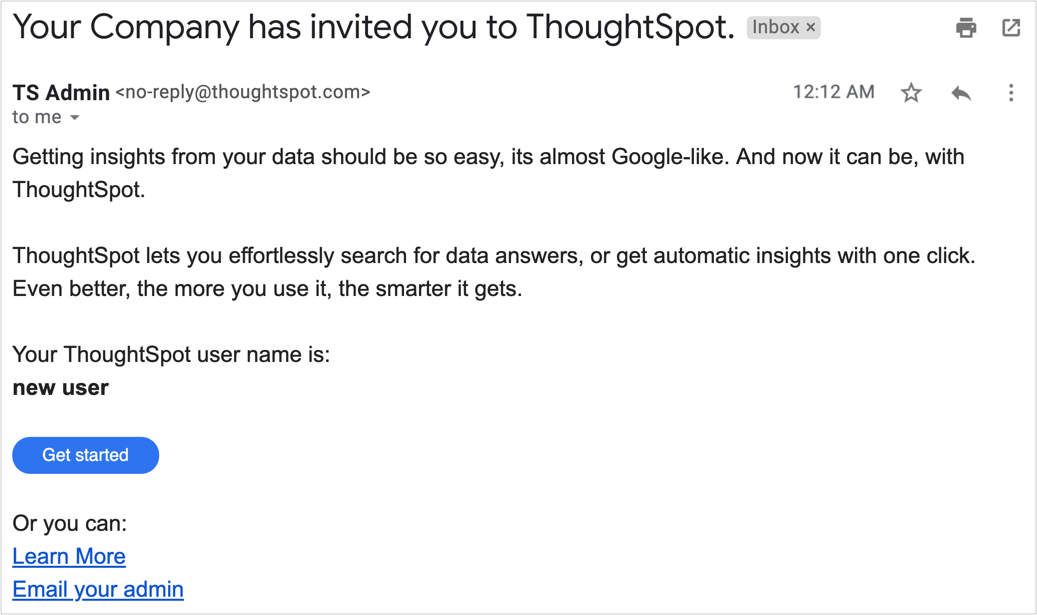 Your Company has invited you to ThoughtSpot. Inbox ×
TS Admin <no-reply@thoughtspot.com> 12:12 AM
to me
Getting insights from your data should be so easy, its almost Google-like. And now it can be, with
ThoughtSpot.
ThoughtSpot lets you effortlessly search for data answers, or get automatic insights with one click.
Even better, the more you use it, the smarter it gets.
Your ThoughtSpot user name is:
new user
Get started
Or you can:
Learn More
Email your admin